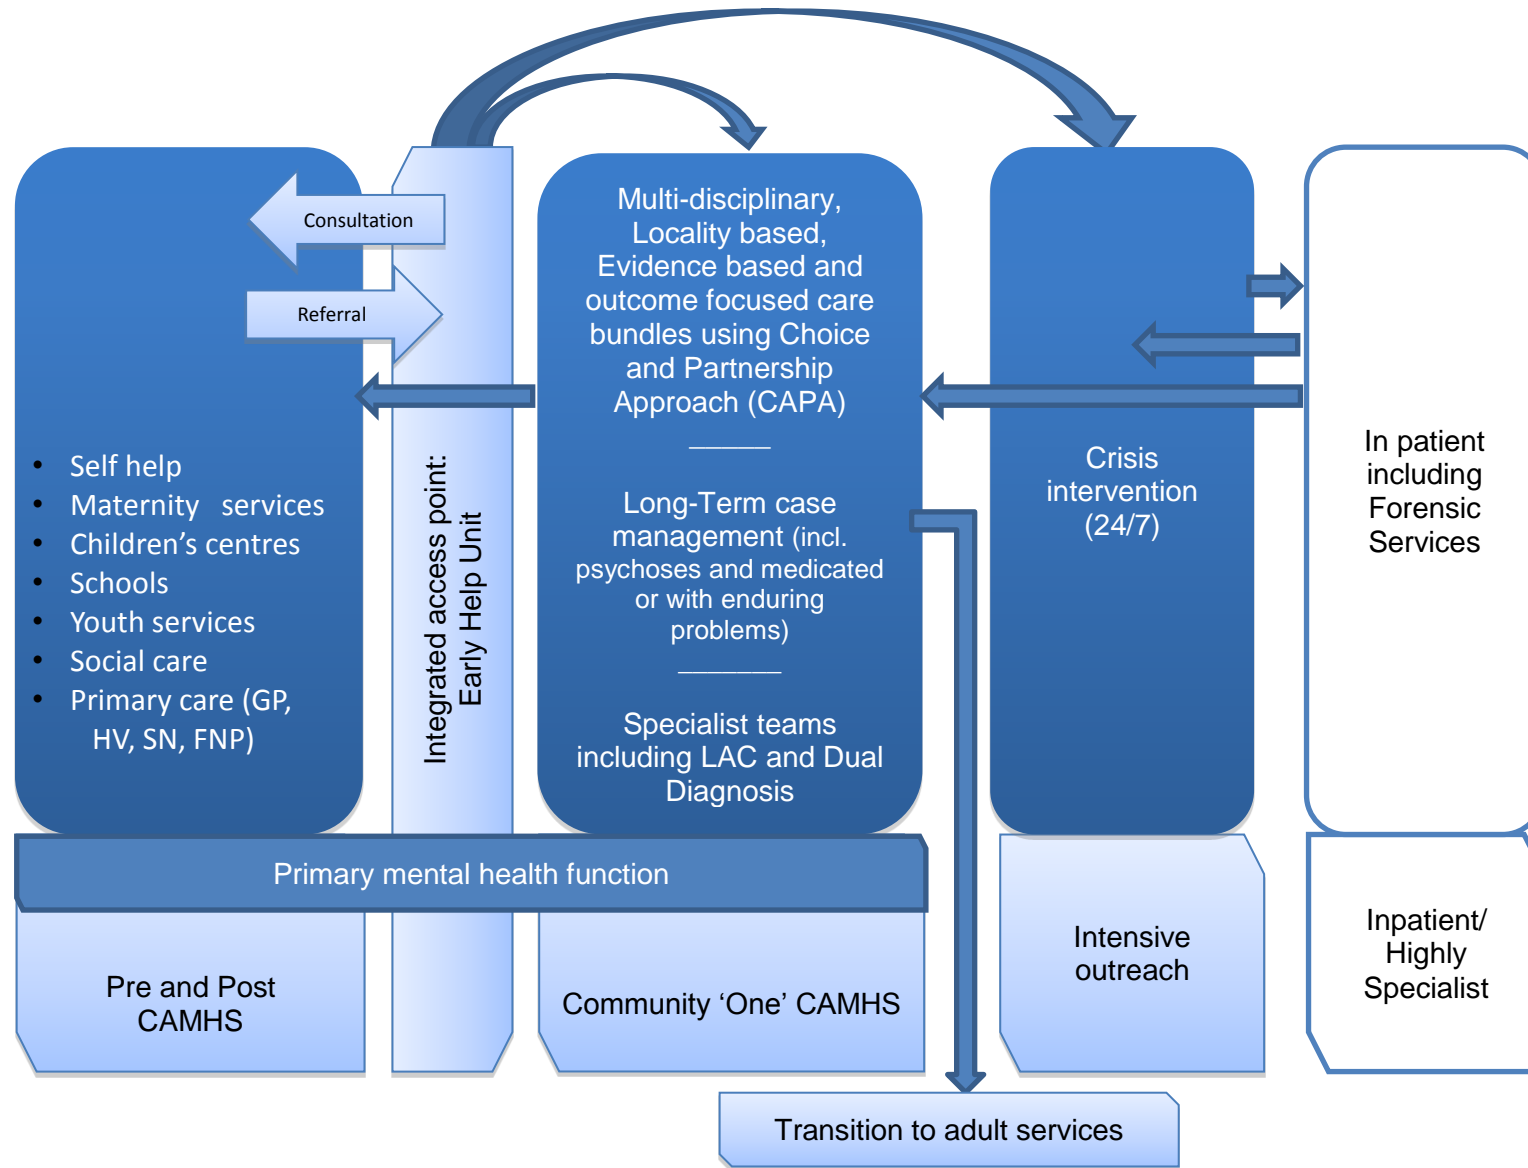 Consultation
Referral
• Self help
• Maternity services
• Children’s centres
• Schools
• Youth services
• Social care
• Primary care (GP,
HV, SN, FNP)
Integrated access point:
Early Help Unit
Multi-disciplinary,
Locality based,
Evidence based and
outcome focused care
bundles using Choice
and Partnership
Approach (CAPA)
Long-Term case
management (incl.
psychoses and medicated
or with enduring
problems)
Specialist teams
including LAC and Dual
Diagnosis
Crisis
intervention
(24/7)
In patient
including
Forensic
Services
Primary mental health function
Pre and Post
CAMHS
Community ‘One’ CAMHS
Intensive
outreach
Inpatient/
Highly
Specialist
Transition to adult services